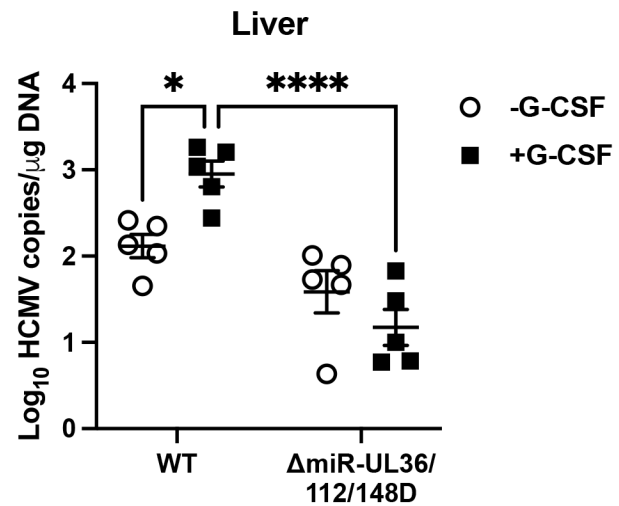 Liver
Log10 HCMV copies/μg DNA
4
3
2
1
0
*
****
-G-CSF
+G-CSF
WT
ΔmiR-UL36/
112/148D